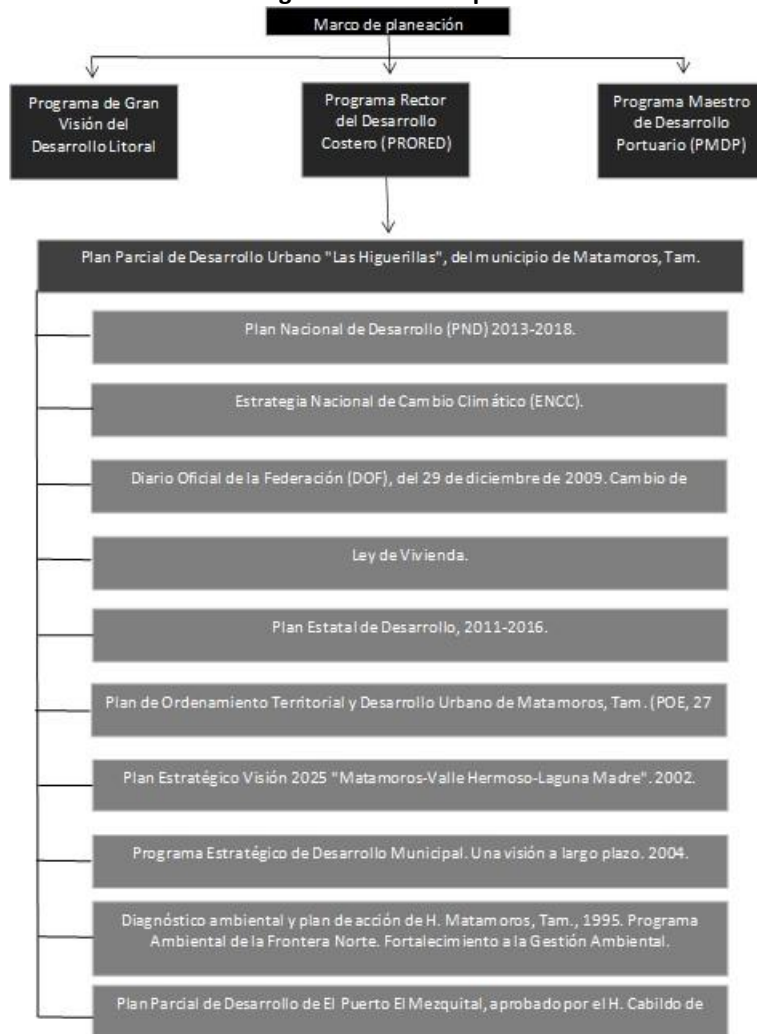 Marco de planeación
Programa de Gran
Visión del
Desarrollo Litoral
Programa Rector
del Desarrollo
Costero (PRORED)
Programa Maestro
de Desarrollo
Portuario (PMDP)
Plan Parcial de Desarrollo Urbano "Las Higuerillas", del municipio de Matamoros, Tam.
Plan Nacional de Desarrollo (PND) 2013-2018.
Estrategia Nacional de Cambio Climático (ENCC).
Diario Oficial de la Federación (DOF), del 29 de diciembre de 2009. Cambio de
Ley de Vivienda.
Plan Estatal de Desarrollo, 2011-2016.
Plan de Ordenamiento Territorial y Desarrollo Urbano de Matamoros, Tam. (POE, 27
Plan Estratégico Visión 2025 "Matamoros-Valle Hermoso-Laguna Madre". 2002.
Programa Estratégico de Desarrollo Municipal. Una visión a largo plazo. 2004.
Diagnóstico ambiental y plan de acción de H. Matamoros, Tam., 1995. Programa
Ambiental de la Frontera Norte. Fortalecimiento a la Gestión Ambiental.
Plan Parcial de Desarrollo de El Puerto El Mezquital, aprobado por el H. Cabildo de